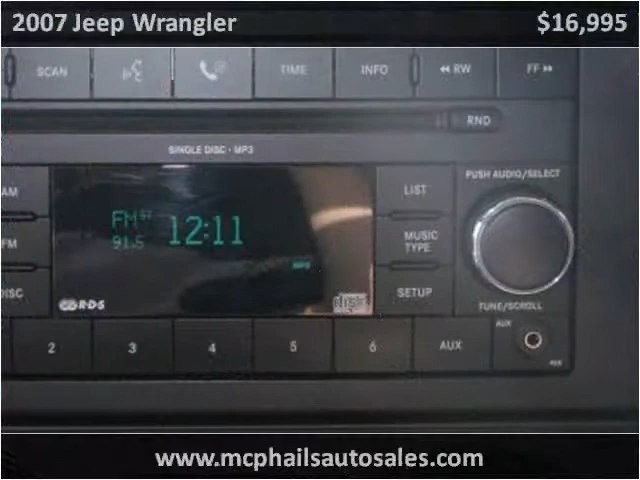 2007 Jeep Wrangler $16,995
SCAN TIME INFO ◂◂ RW FF ▸▸
RND
SINGLE DISC • MP3
AM
FM
DISC
FM ST
91.5
12:11
MP3
R·D·S
disc
LIST
MUSIC
TYPE
SETUP
PUSH AUDIO/SELECT
TUNE/SCROLL
2 3 4 5 6 AUX
AUX
www.mcphailsautosales.com